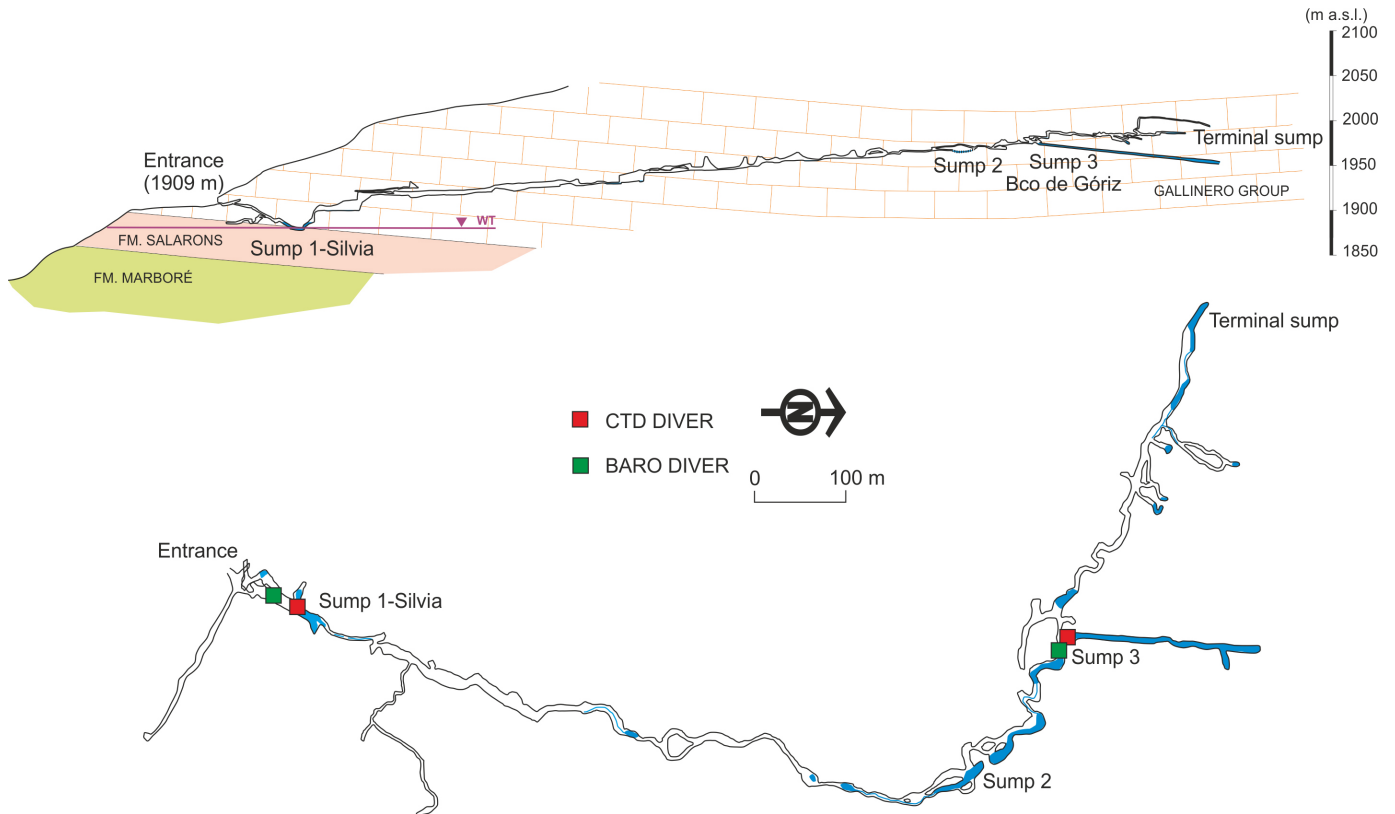 (m a.s.l.)
2100
2050
2000
1950
1900
1850
Entrance
(1909 m)
Terminal sump
Sump 2
Sump 3
Bco de Góriz
GALLINERO GROUP
WT
FM. SALARONS
Sump 1-Silvia
FM. MARBORÉ
Terminal sump
N
CTD DIVER
BARO DIVER
0 100 m
Entrance
Sump 1-Silvia
Sump 3
Sump 2